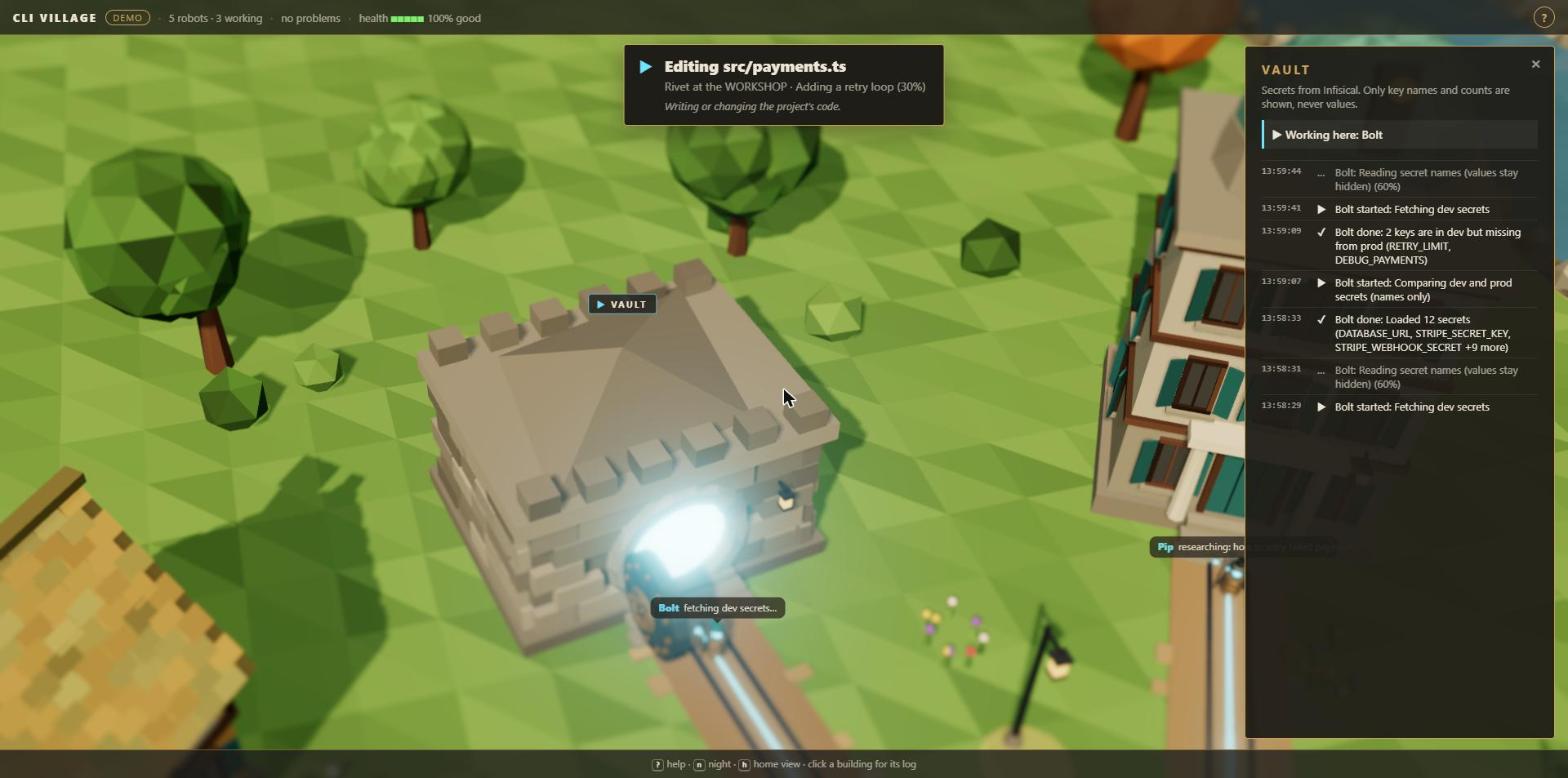 CLI VILLAGE DEMO · 5 robots · 3 working · no problems · health 100% good ?
Editing src/payments.ts
Rivet at the WORKSHOP · Adding a retry loop (30%)
Writing or changing the project's code.
VAULT
Bolt fetching dev secrets...
Pip researching: how
VAULT ×
Secrets from Infisical. Only key names and counts are
shown, never values.
Working here: Bolt
13:59:44 ... Bolt: Reading secret names (values stay
hidden) (60%)
13:59:41 Bolt started: Fetching dev secrets
13:59:09 ✓ Bolt done: 2 keys are in dev but missing
from prod (RETRY_LIMIT,
DEBUG_PAYMENTS)
13:59:07 Bolt started: Comparing dev and prod
secrets (names only)
13:58:33 ✓ Bolt done: Loaded 12 secrets
(DATABASE_URL, STRIPE_SECRET_KEY,
STRIPE_WEBHOOK_SECRET +9 more)
13:58:31 ... Bolt: Reading secret names (values stay
hidden) (60%)
13:58:29 Bolt started: Fetching dev secrets
? help · n night · h home view · click a building for its log